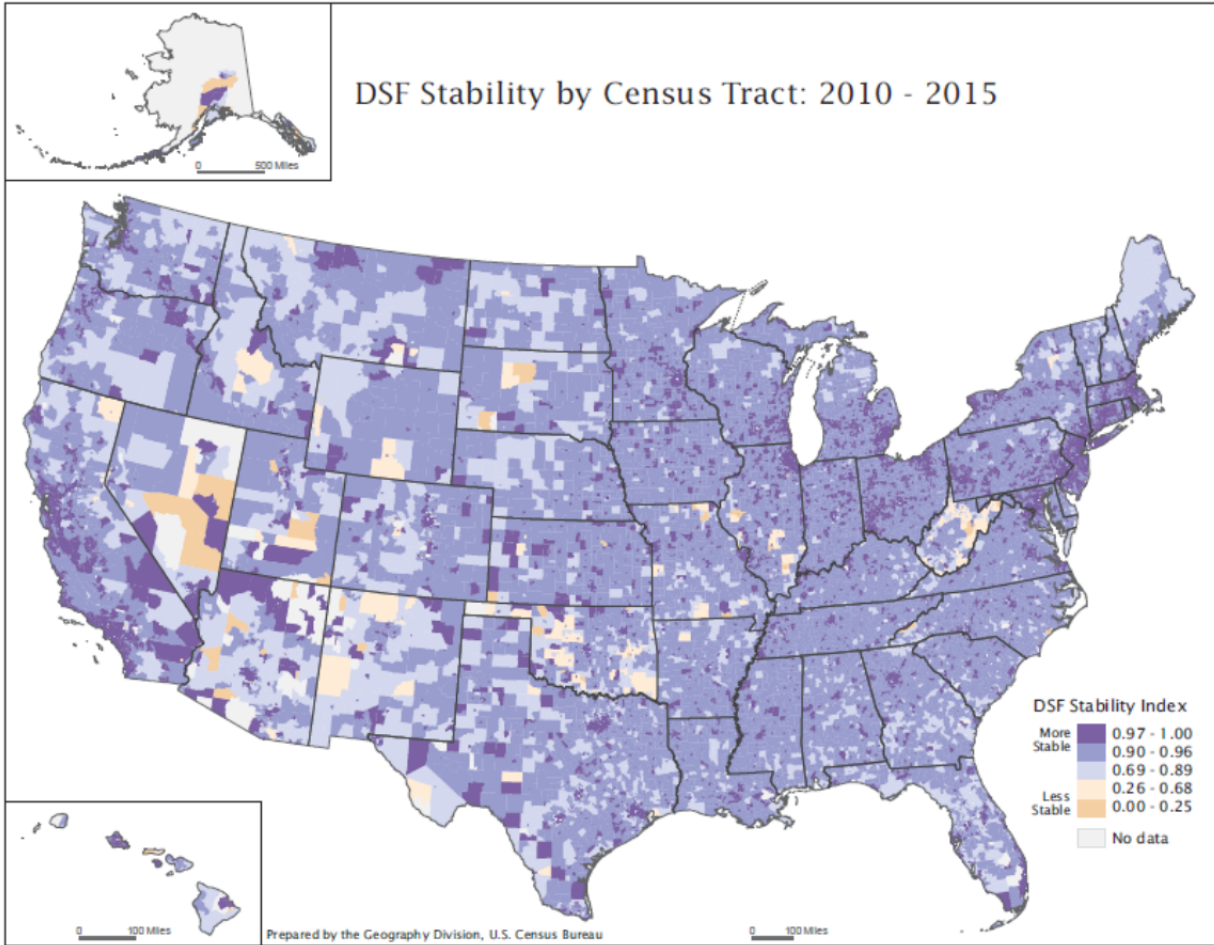 DSF Stability by Census Tract: 2010 - 2015
0 500 Miles
DSF Stability Index
More Stable
0.97 - 1.00
0.90 - 0.96
0.69 - 0.89
0.26 - 0.68
Less Stable
0.00 - 0.25
No data
0 100 Miles
Prepared by the Geography Division, U.S. Census Bureau
0 100 Miles